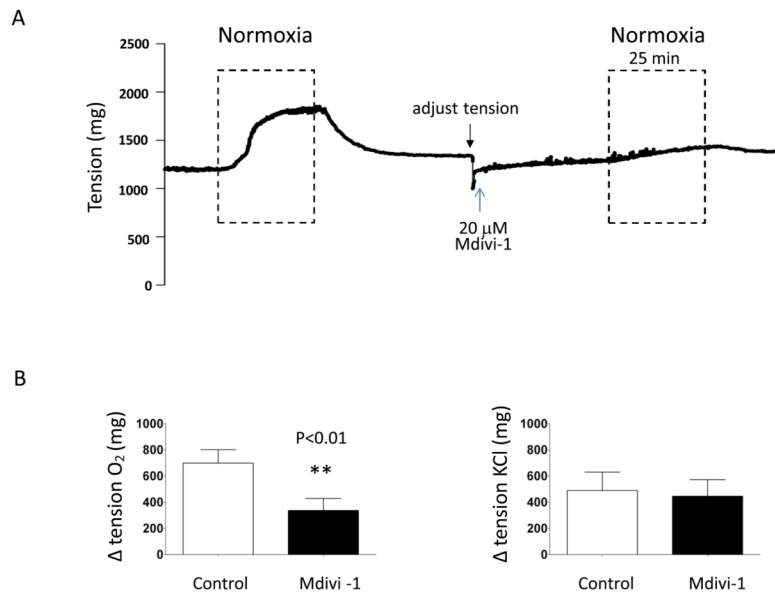 A
Normoxia
Normoxia
25 min
Tension (mg)
2500
2000
1500
1000
500
0
adjust tension
20 μM
Mdivi-1
B
Δ tension O₂ (mg)
1000
800
600
400
200
0
P<0.01
**
Control
Mdivi -1
Δ tension KCl (mg)
1000
800
600
400
200
0
Control
Mdivi-1